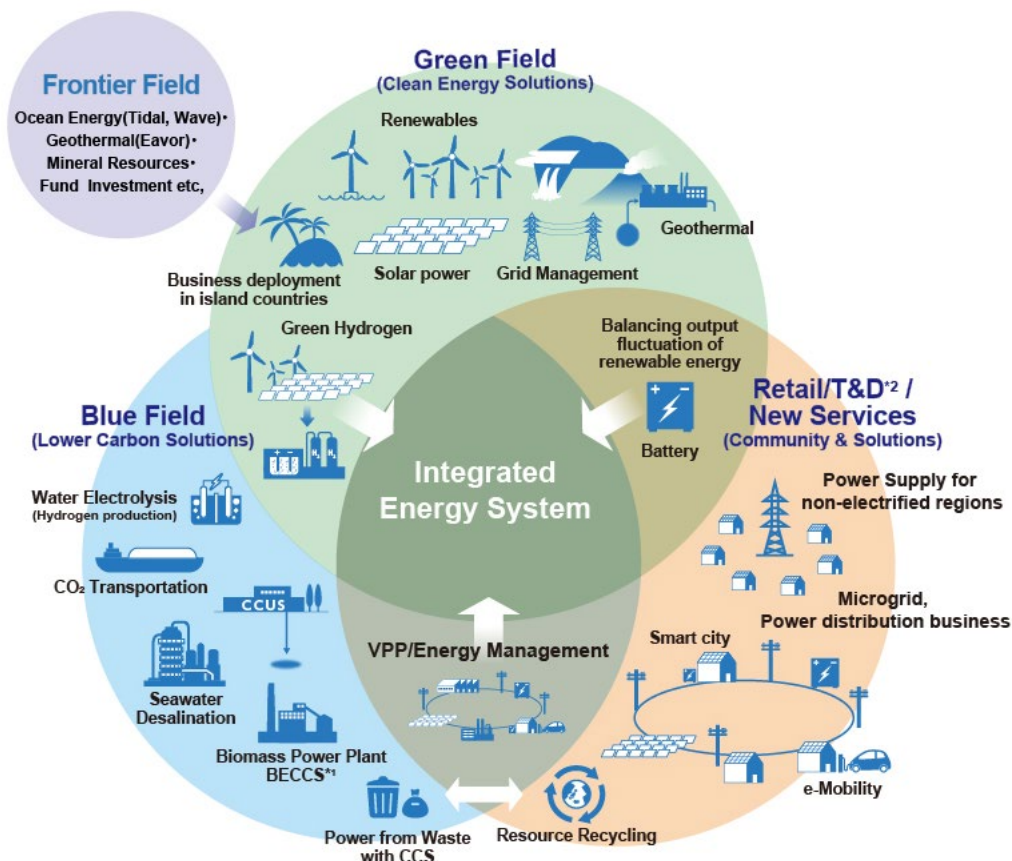 Frontier Field
Ocean Energy(Tidal, Wave)・
Geothermal(Eavor)・
Mineral Resources・
Fund Investment etc,
Green Field
(Clean Energy Solutions)
Renewables
Geothermal
Solar power
Grid Management
Business deployment
in island countries
Green Hydrogen
Balancing output
fluctuation of
renewable energy
Battery
Blue Field
(Lower Carbon Solutions)
H₂ H₂
Water Electrolysis
(Hydrogen production)
CO₂ Transportation
CCUS
Seawater
Desalination
Biomass Power Plant
BECCS*1
Integrated
Energy System
Retail/T&D*2 /
New Services
(Community & Solutions)
Power Supply for
non-electrified regions
Microgrid,
Power distribution business
Smart city
e-Mobility
VPP/Energy Management
Power from Waste
with CCS
Resource Recycling